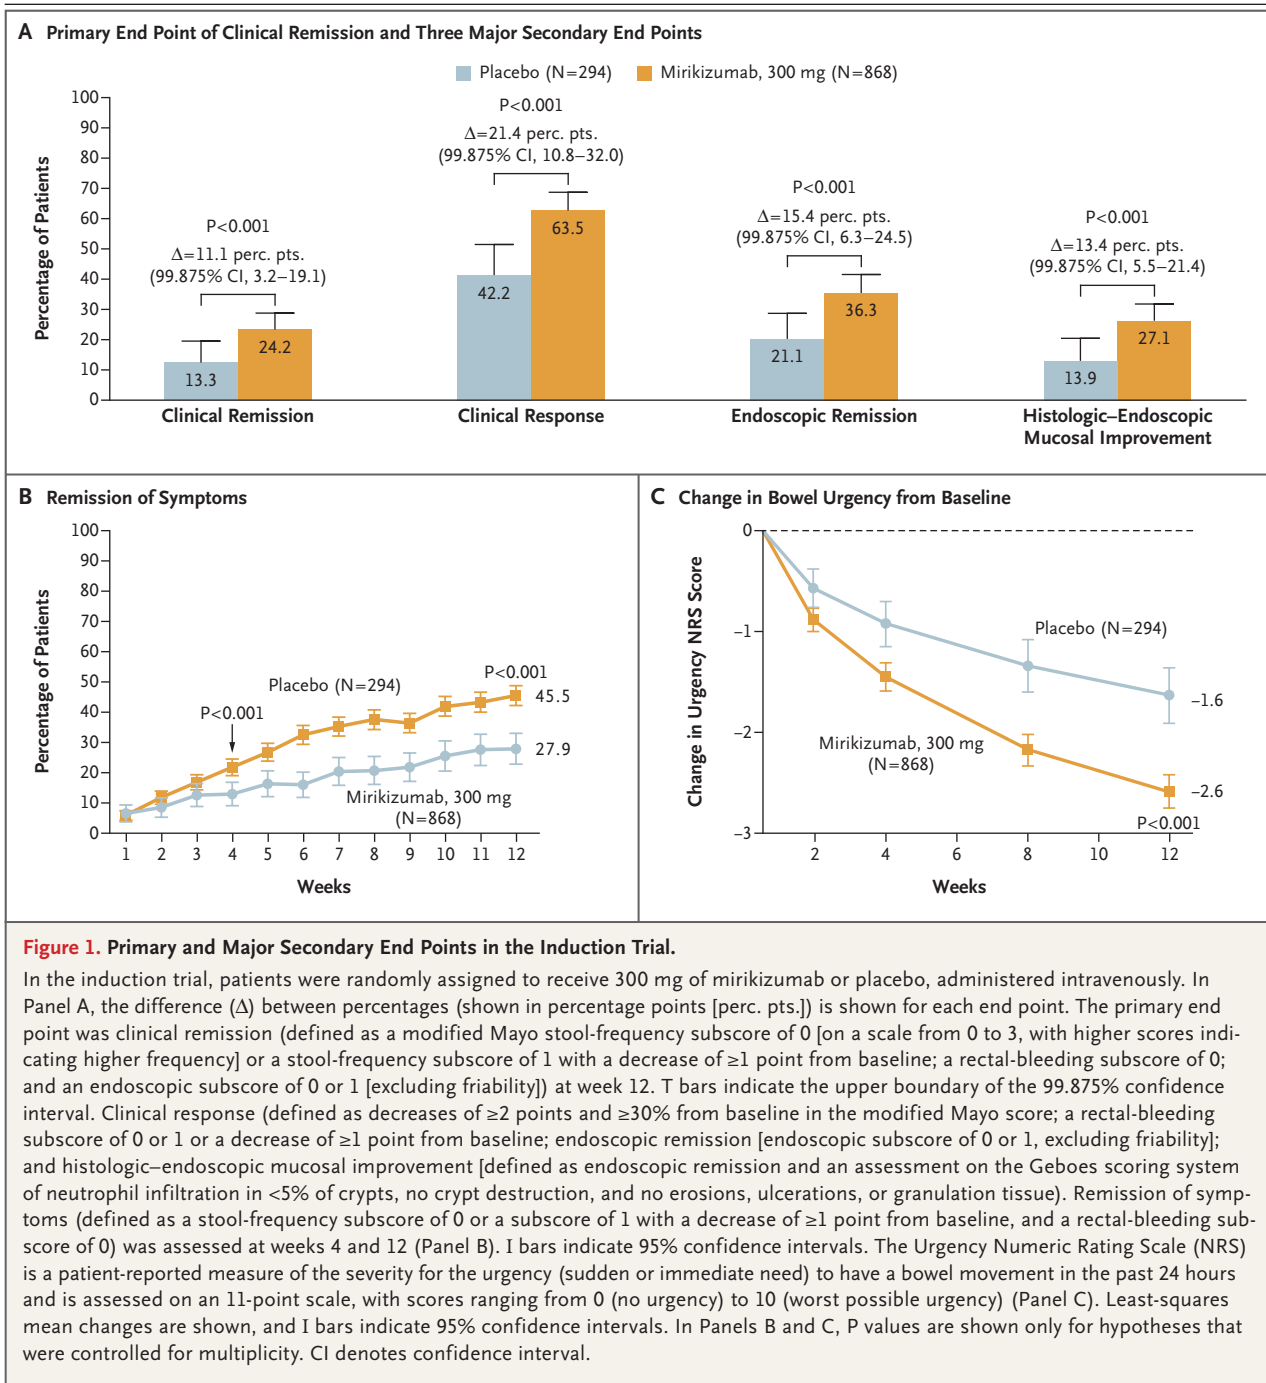 A Primary End Point of Clinical Remission and Three Major Secondary End Points
Placebo (N=294) Mirikizumab, 300 mg (N=868)
Percentage of Patients
100
90
80
70
60
50
40
30
20
10
0
P<0.001
Δ=11.1 perc. pts.
(99.875% CI, 3.2–19.1)
13.3
24.2
Clinical Remission
P<0.001
Δ=21.4 perc. pts.
(99.875% CI, 10.8–32.0)
42.2
63.5
Clinical Response
P<0.001
Δ=15.4 perc. pts.
(99.875% CI, 6.3–24.5)
21.1
36.3
Endoscopic Remission
P<0.001
Δ=13.4 perc. pts.
(99.875% CI, 5.5–21.4)
13.9
27.1
Histologic–Endoscopic
Mucosal Improvement
B Remission of Symptoms
Percentage of Patients
100
90
80
70
60
50
40
30
20
10
0
P<0.001
Placebo (N=294)
P<0.001
45.5
27.9
Mirikizumab, 300 mg
(N=868)
1 2 3 4 5 6 7 8 9 10 11 12
Weeks
C Change in Bowel Urgency from Baseline
Change in Urgency NRS Score
0
–1
–2
–3
Placebo (N=294)
–1.6
Mirikizumab, 300 mg
(N=868)
–2.6
P<0.001
2 4 6 8 10 12
Weeks
Figure 1. Primary and Major Secondary End Points in the Induction Trial.
In the induction trial, patients were randomly assigned to receive 300 mg of mirikizumab or placebo, administered intravenously. In
Panel A, the difference (Δ) between percentages (shown in percentage points [perc. pts.]) is shown for each end point. The primary end
point was clinical remission (defined as a modified Mayo stool-frequency subscore of 0 [on a scale from 0 to 3, with higher scores indi-
cating higher frequency] or a stool-frequency subscore of 1 with a decrease of ≥1 point from baseline; a rectal-bleeding subscore of 0;
and an endoscopic subscore of 0 or 1 [excluding friability]) at week 12. T bars indicate the upper boundary of the 99.875% confidence
interval. Clinical response (defined as decreases of ≥2 points and ≥30% from baseline in the modified Mayo score; a rectal-bleeding
subscore of 0 or 1 or a decrease of ≥1 point from baseline; endoscopic remission [endoscopic subscore of 0 or 1, excluding friability];
and histologic–endoscopic mucosal improvement [defined as endoscopic remission and an assessment on the Geboes scoring system
of neutrophil infiltration in <5% of crypts, no crypt destruction, and no erosions, ulcerations, or granulation tissue). Remission of symp-
toms (defined as a stool-frequency subscore of 0 or a subscore of 1 with a decrease of ≥1 point from baseline, and a rectal-bleeding sub-
score of 0) was assessed at weeks 4 and 12 (Panel B). I bars indicate 95% confidence intervals. The Urgency Numeric Rating Scale (NRS)
is a patient-reported measure of the severity for the urgency (sudden or immediate need) to have a bowel movement in the past 24 hours
and is assessed on an 11-point scale, with scores ranging from 0 (no urgency) to 10 (worst possible urgency) (Panel C). Least-squares
mean changes are shown, and I bars indicate 95% confidence intervals. In Panels B and C, P values are shown only for hypotheses that
were controlled for multiplicity. CI denotes confidence interval.